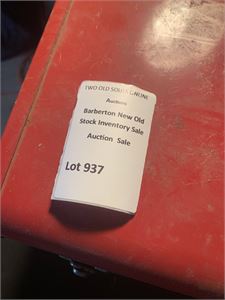 TWO OLD SOULS ONLINE
Auctions
Barberton New Old
Stock Inventory Sale
Auction Sale
Lot 937